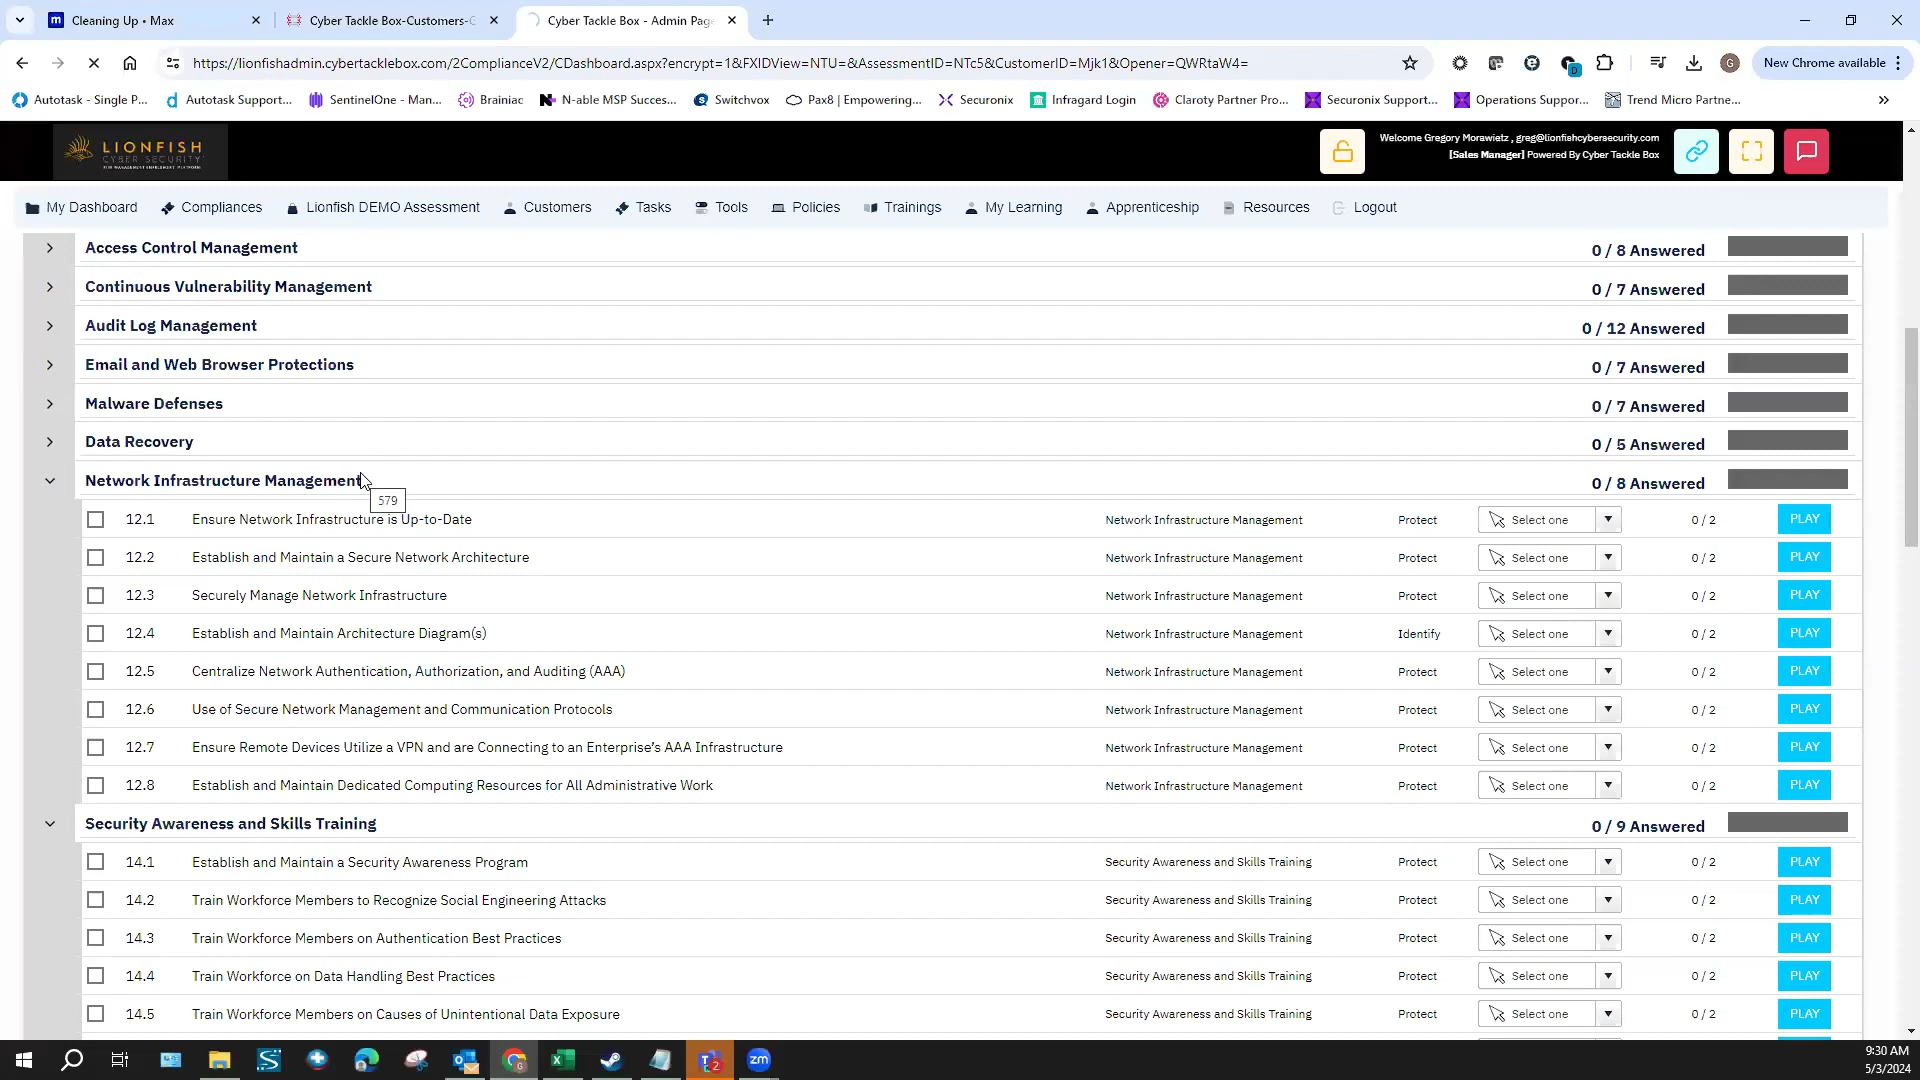 Cleaning Up • Max
Cyber Tackle Box-Customers-
Cyber Tackle Box - Admin Page
https://lionfishadmin.cybertacklebox.com/2ComplianceV2/CDashboard.aspx?encrypt=1&FXIDView=NTU=&AssessmentID=NTc5&CustomerID=Mjk1&Opener=QWRtaW4=
New Chrome available
Autotask - Single P...
Autotask Support...
SentinelOne - Man...
Brainiac
N-able MSP Succes...
Switchvox
Pax8 | Empowering...
Securonix
Infragard Login
Claroty Partner Pro...
Securonix Support...
Operations Suppor...
Trend Micro Partne...
LIONFISH
CYBER SECURITY
Welcome Gregory Morawietz , greg@lionfishcybersecurity.com
[Sales Manager] Powered By Cyber Tackle Box
My Dashboard
Compliances
Lionfish DEMO Assessment
Customers
Tasks
Tools
Policies
Trainings
My Learning
Apprenticeship
Resources
Logout
Access Control Management 0 / 8 Answered
Continuous Vulnerability Management 0 / 7 Answered
Audit Log Management 0 / 12 Answered
Email and Web Browser Protections 0 / 7 Answered
Malware Defenses 0 / 7 Answered
Data Recovery 0 / 5 Answered
Network Infrastructure Management 0 / 8 Answered
579
12.1 Ensure Network Infrastructure is Up-to-Date Network Infrastructure Management Protect Select one 0 / 2 PLAY
12.2 Establish and Maintain a Secure Network Architecture Network Infrastructure Management Protect Select one 0 / 2 PLAY
12.3 Securely Manage Network Infrastructure Network Infrastructure Management Protect Select one 0 / 2 PLAY
12.4 Establish and Maintain Architecture Diagram(s) Network Infrastructure Management Identify Select one 0 / 2 PLAY
12.5 Centralize Network Authentication, Authorization, and Auditing (AAA) Network Infrastructure Management Protect Select one 0 / 2 PLAY
12.6 Use of Secure Network Management and Communication Protocols Network Infrastructure Management Protect Select one 0 / 2 PLAY
12.7 Ensure Remote Devices Utilize a VPN and are Connecting to an Enterprise’s AAA Infrastructure Network Infrastructure Management Protect Select one 0 / 2 PLAY
12.8 Establish and Maintain Dedicated Computing Resources for All Administrative Work Network Infrastructure Management Protect Select one 0 / 2 PLAY
Security Awareness and Skills Training 0 / 9 Answered
14.1 Establish and Maintain a Security Awareness Program Security Awareness and Skills Training Protect Select one 0 / 2 PLAY
14.2 Train Workforce Members to Recognize Social Engineering Attacks Security Awareness and Skills Training Protect Select one 0 / 2 PLAY
14.3 Train Workforce Members on Authentication Best Practices Security Awareness and Skills Training Protect Select one 0 / 2 PLAY
14.4 Train Workforce on Data Handling Best Practices Security Awareness and Skills Training Protect Select one 0 / 2 PLAY
14.5 Train Workforce Members on Causes of Unintentional Data Exposure Security Awareness and Skills Training Protect Select one 0 / 2 PLAY
9:30 AM
5/3/2024